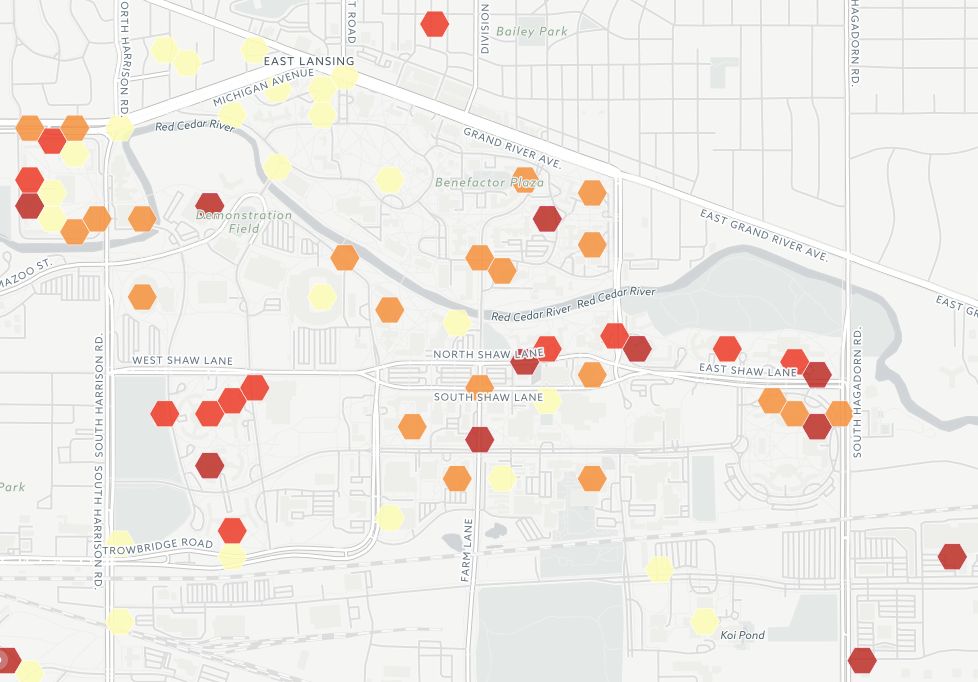 NORTH HARRISON RD.
T ROAD
DIVISION
HAGADORN RD.
Bailey Park
EAST LANSING
MICHIGAN AVENUE
Red Cedar River
GRAND RIVER AVE.
Benefactor Plaza
Demonstration
Field
EAST GRAND RIVER AVE.
MAZOO ST.
Red Cedar River
Red Cedar River
EAST GR
WEST SHAW LANE
NORTH SHAW LANE
EAST SHAW LANE
SOUTH SHAW LANE
SOUTH HARRISON RD.
SOUTH HARRISON RD.
SOUTH HAGADORN RD.
Park
TROWBRIDGE ROAD
FARM LANE
Koi Pond